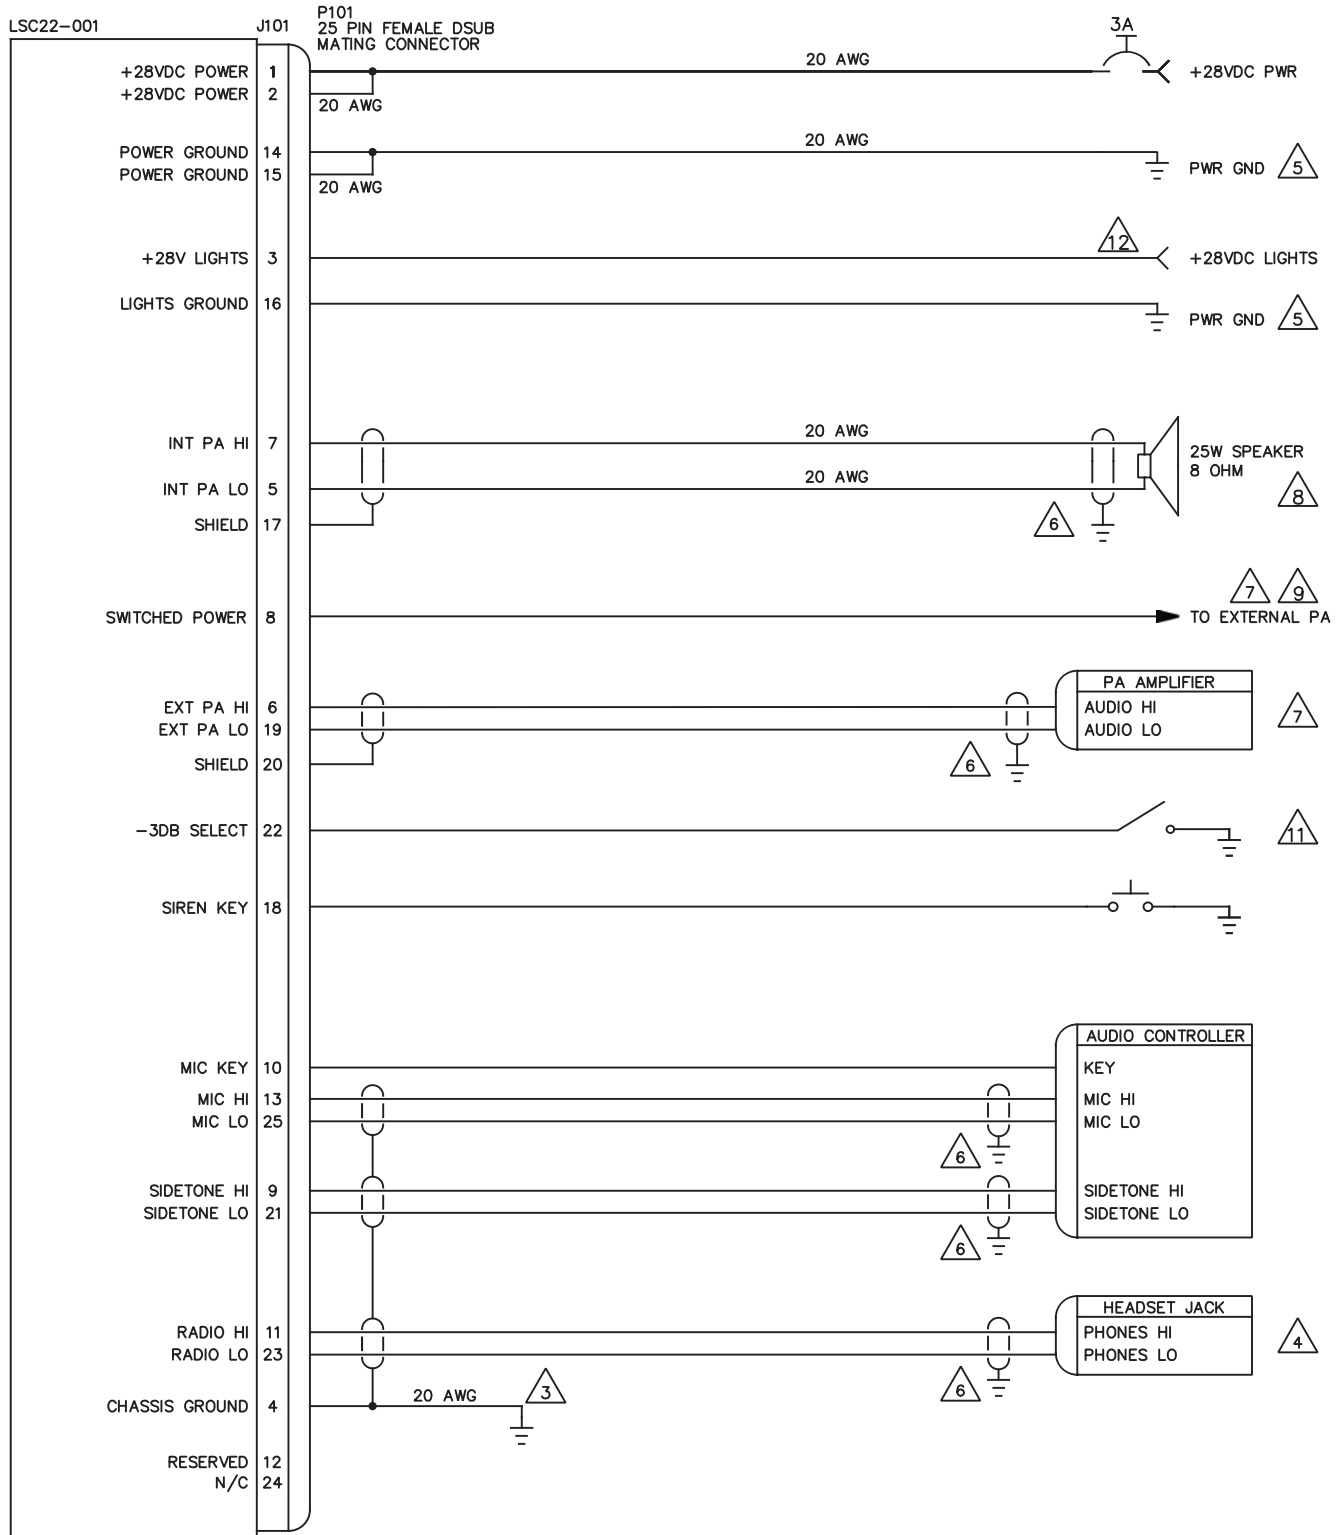 LSC22-001 J101 P101
25 PIN FEMALE DSUB
MATING CONNECTOR
3A
+28VDC POWER 1 20 AWG +28VDC PWR
+28VDC POWER 2 20 AWG
POWER GROUND 14 20 AWG PWR GND 5
POWER GROUND 15 20 AWG
+28V LIGHTS 3 12 +28VDC LIGHTS
LIGHTS GROUND 16 PWR GND 5
INT PA HI 7 20 AWG 25W SPEAKER
8 OHM
INT PA LO 5 20 AWG 8
SHIELD 17 6
7 9
SWITCHED POWER 8 TO EXTERNAL PA
PA AMPLIFIER
EXT PA HI 6 AUDIO HI 7
EXT PA LO 19 AUDIO LO
SHIELD 20 6
-3DB SELECT 22 11
SIREN KEY 18
AUDIO CONTROLLER
MIC KEY 10 KEY
MIC HI 13 MIC HI
MIC LO 25 MIC LO
6
SIDETONE HI 9 SIDETONE HI
SIDETONE LO 21 SIDETONE LO
6
HEADSET JACK
RADIO HI 11 PHONES HI 4
RADIO LO 23 PHONES LO
6
CHASSIS GROUND 4 20 AWG 3
RESERVED 12
N/C 24